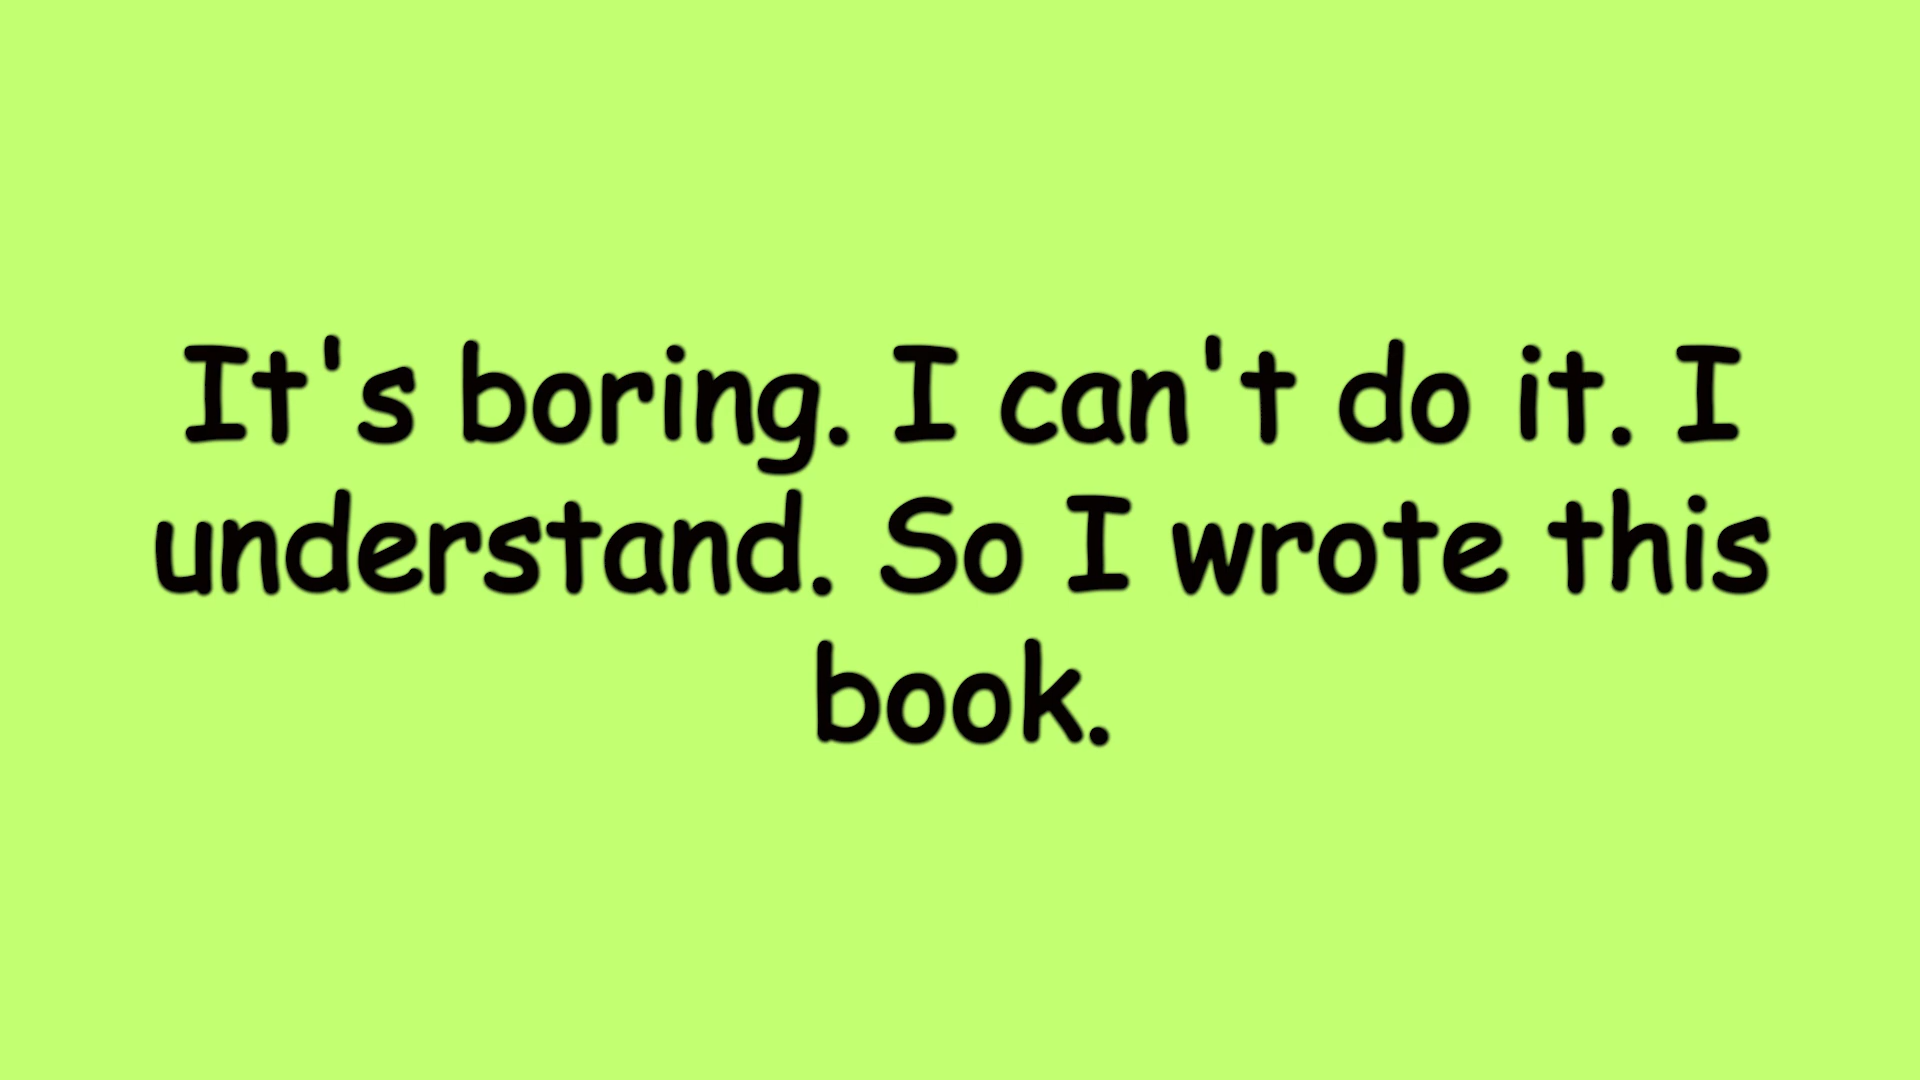 It's boring. I can't do it. I
understand. So I wrote this
book.